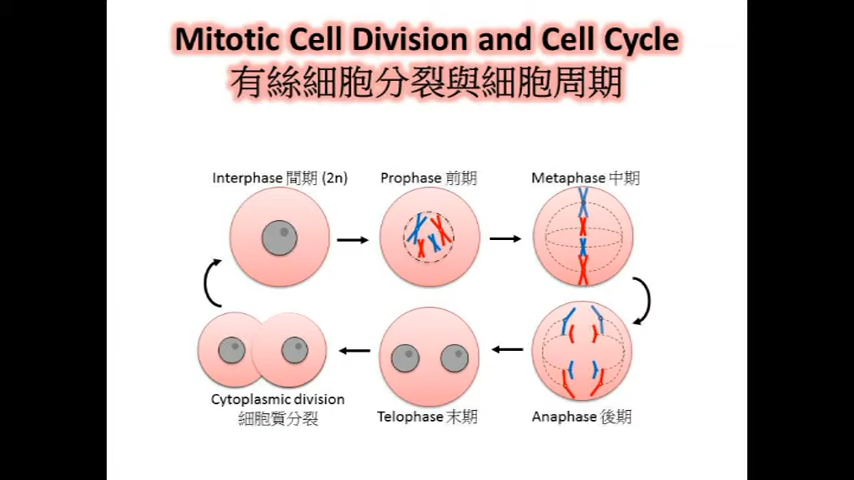 Mitotic Cell Division and Cell Cycle
有絲細胞分裂與細胞周期
Interphase 間期 (2n)
Prophase 前期
Metaphase 中期
Cytoplasmic division
細胞質分裂
Telophase 末期
Anaphase 後期